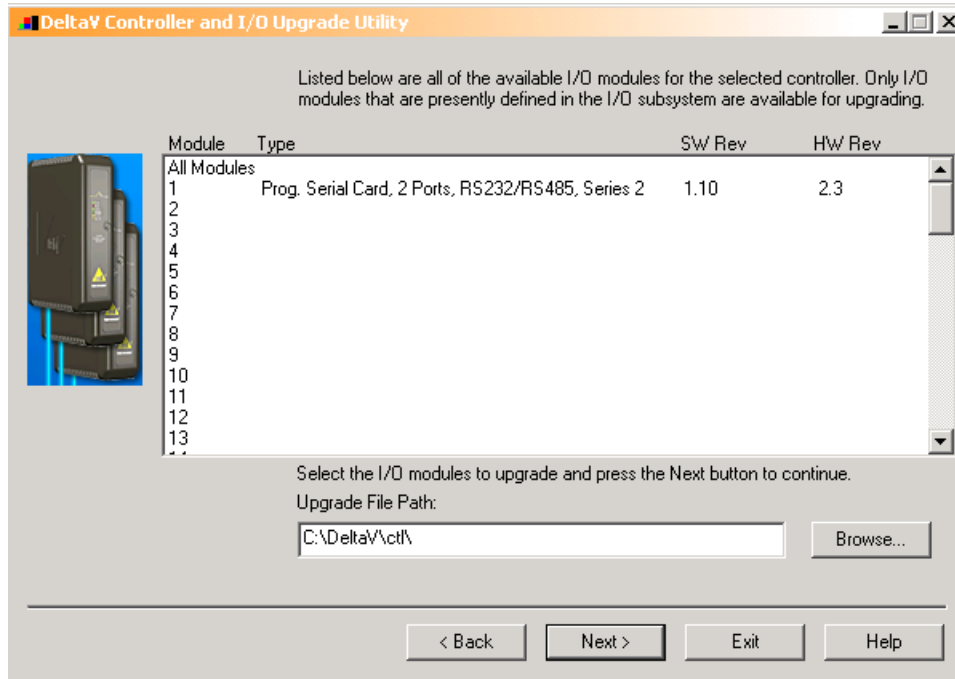 DeltaV Controller and I/O Upgrade Utility
Listed below are all of the available I/O modules for the selected controller. Only I/O
modules that are presently defined in the I/O subsystem are available for upgrading.
Module Type SW Rev HW Rev
All Modules
1 Prog. Serial Card, 2 Ports, RS232/RS485, Series 2 1.10 2.3
2
3
4
5
6
7
8
9
10
11
12
13
Select the I/O modules to upgrade and press the Next button to continue.
Upgrade File Path:
C:\DeltaV\ctl\ Browse...
< Back Next > Exit Help